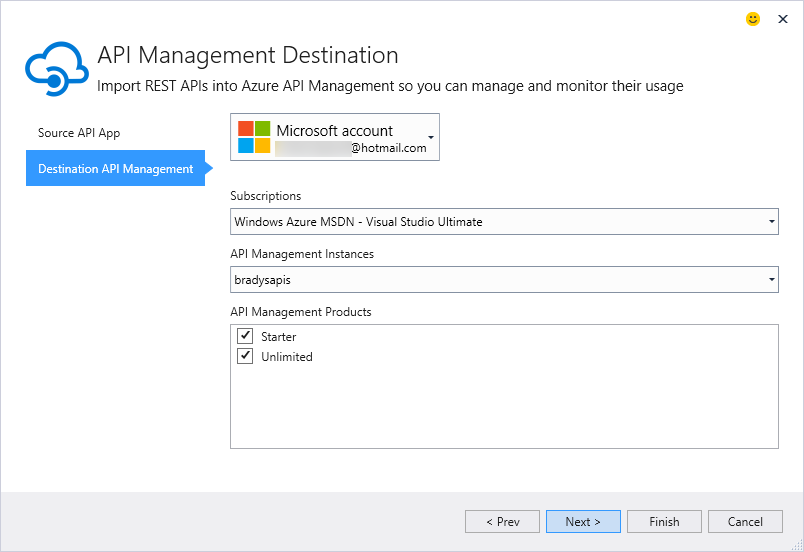 API Management Destination
Import REST APIs into Azure API Management so you can manage and monitor their usage
Source API App
Destination API Management
Microsoft account
@hotmail.com
Subscriptions
Windows Azure MSDN - Visual Studio Ultimate
API Management Instances
bradysapis
API Management Products
Starter
Unlimited
< Prev
Next >
Finish
Cancel